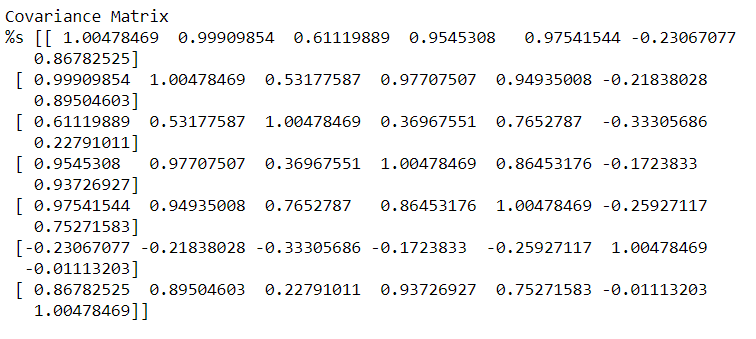 Covariance Matrix
%s [[ 1.00478469  0.99909854  0.61119889  0.9545308   0.97541544 -0.23067077
   0.86782525]
 [ 0.99909854  1.00478469  0.53177587  0.97707507  0.94935008 -0.21838028
   0.89504603]
 [ 0.61119889  0.53177587  1.00478469  0.36967551  0.7652787  -0.33305686
   0.22791011]
 [ 0.9545308   0.97707507  0.36967551  1.00478469  0.86453176 -0.1723833
   0.93726927]
 [ 0.97541544  0.94935008  0.7652787   0.86453176  1.00478469 -0.25927117
   0.75271583]
 [-0.23067077 -0.21838028 -0.33305686 -0.1723833  -0.25927117  1.00478469
  -0.01113203]
 [ 0.86782525  0.89504603  0.22791011  0.93726927  0.75271583 -0.01113203
   1.00478469]]